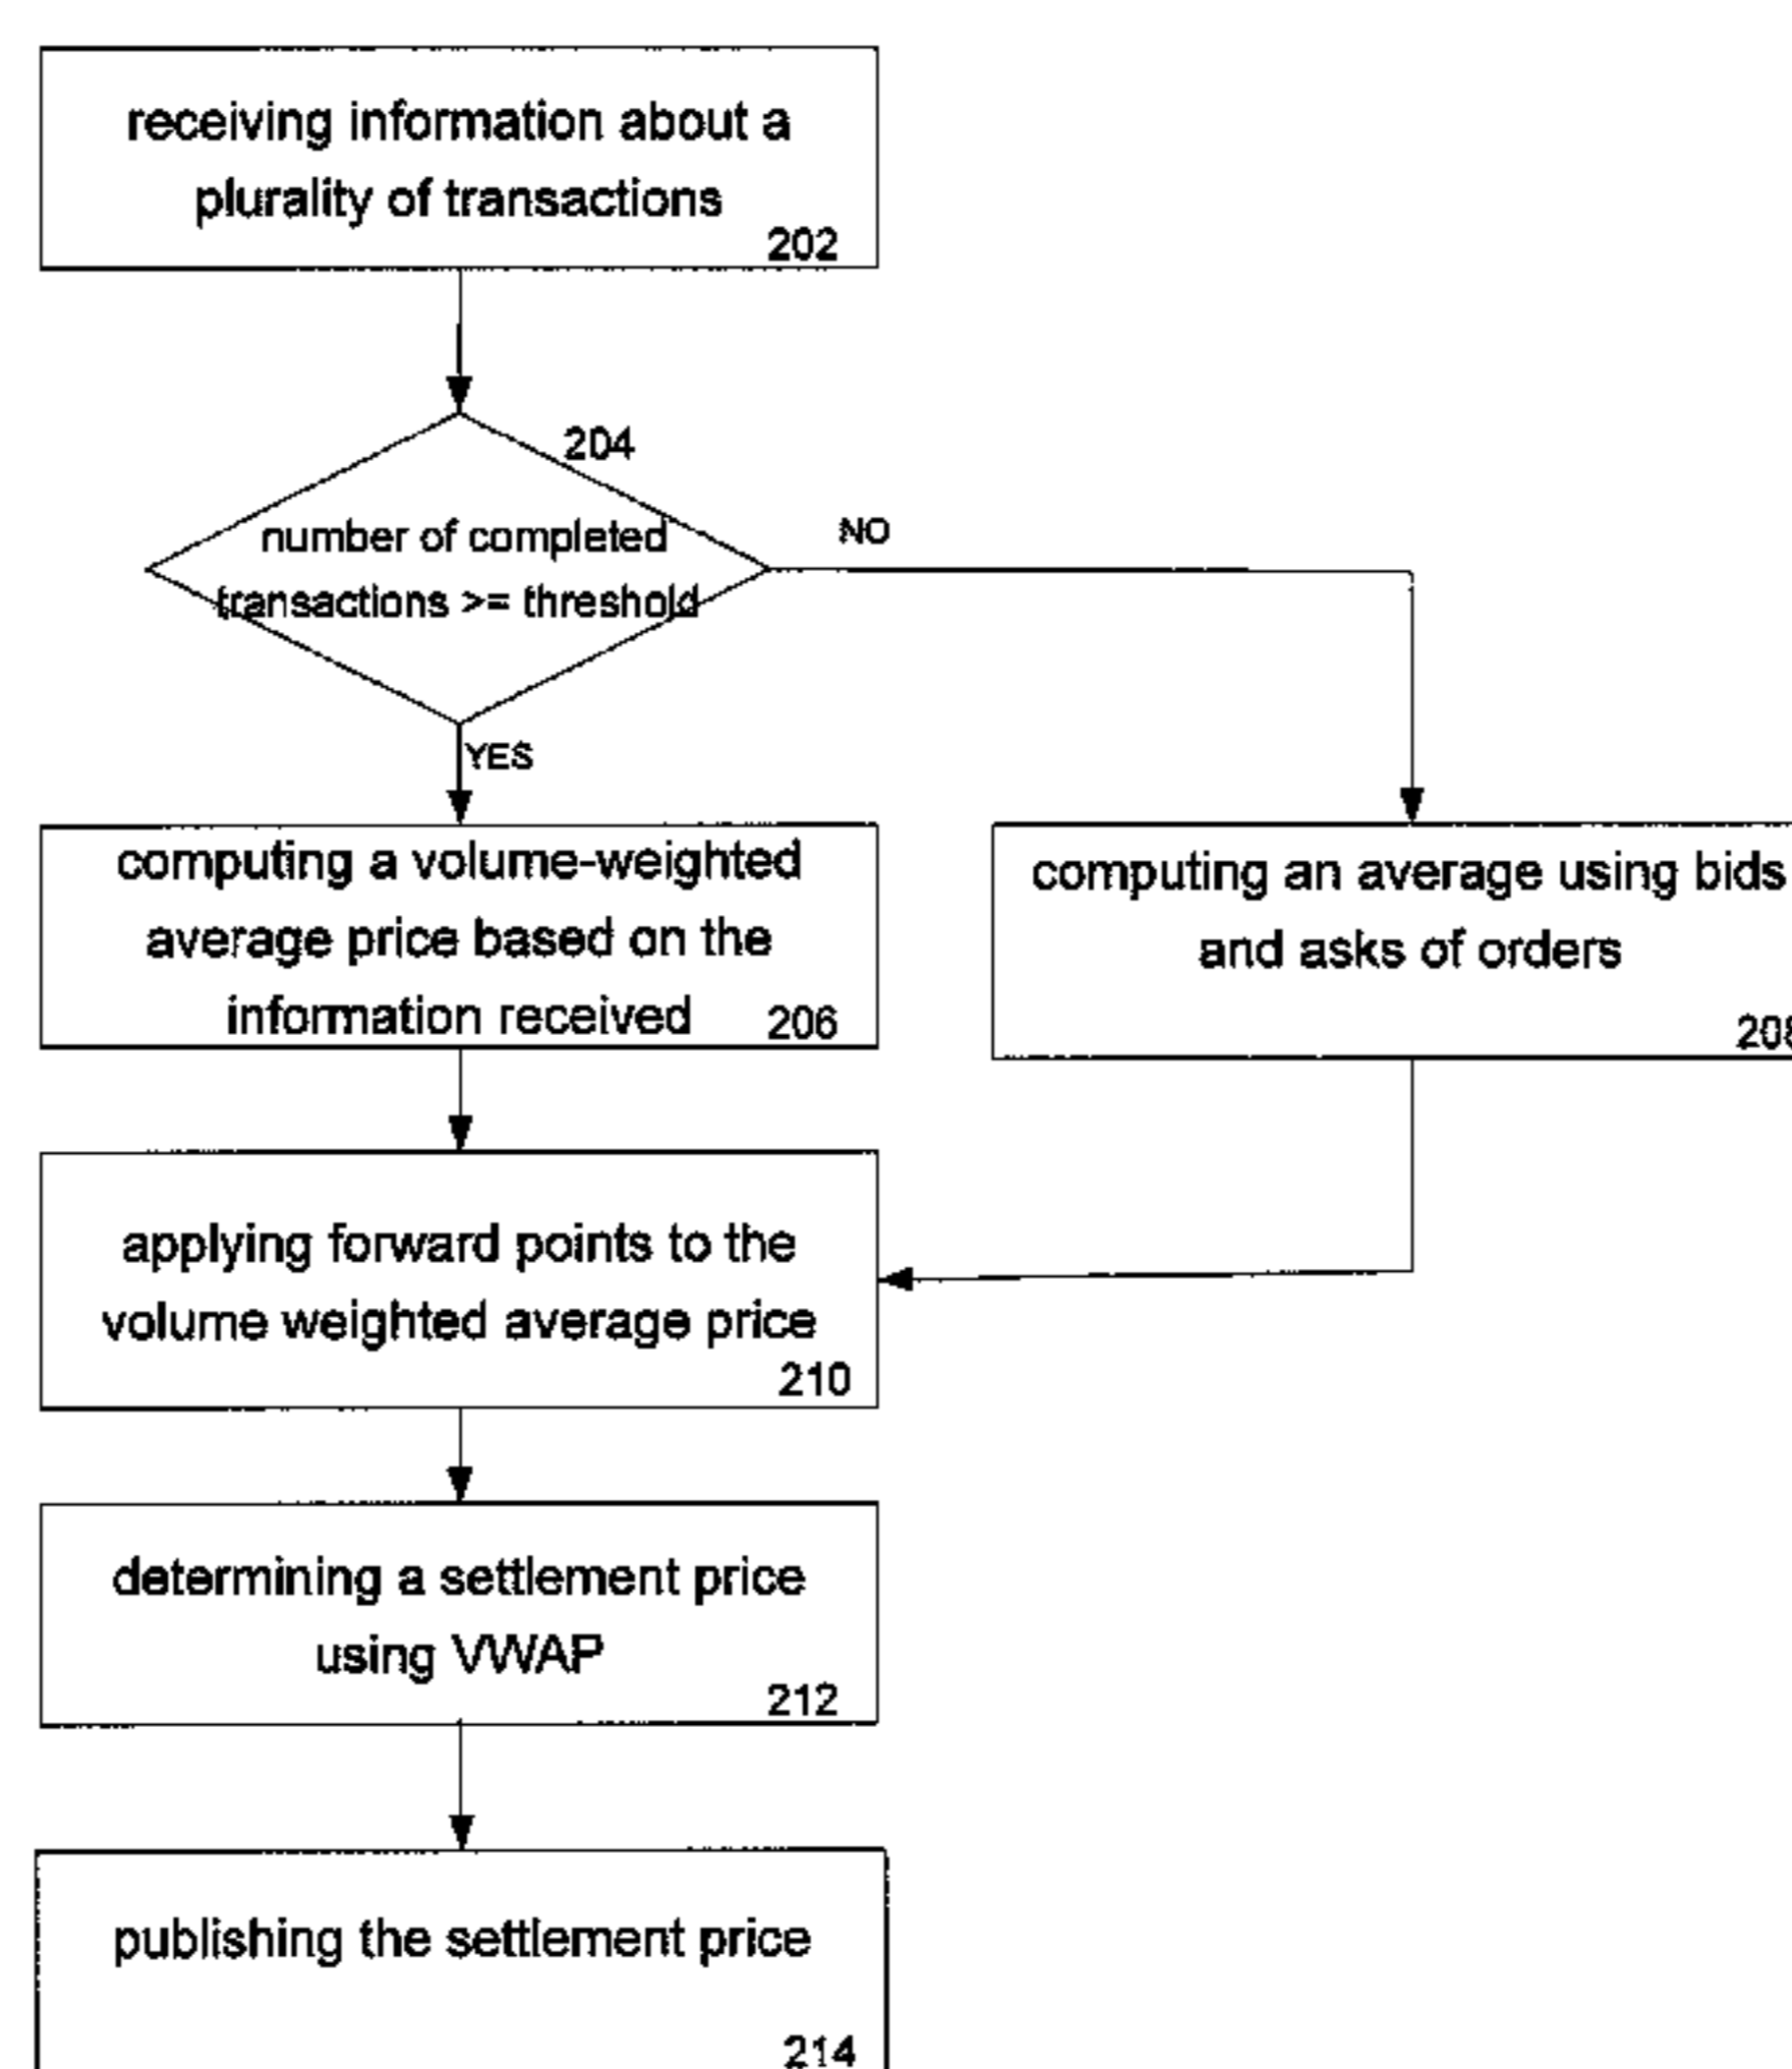 receiving information about a
plurality of transactions
202
204
number of completed
transactions >= threshold
NO
YES
computing a volume-weighted
average price based on the
information received
206
computing an average using bids
and asks of orders
208
applying forward points to the
volume weighted average price
210
determining a settlement price
using VWAP
212
publishing the settlement price
214